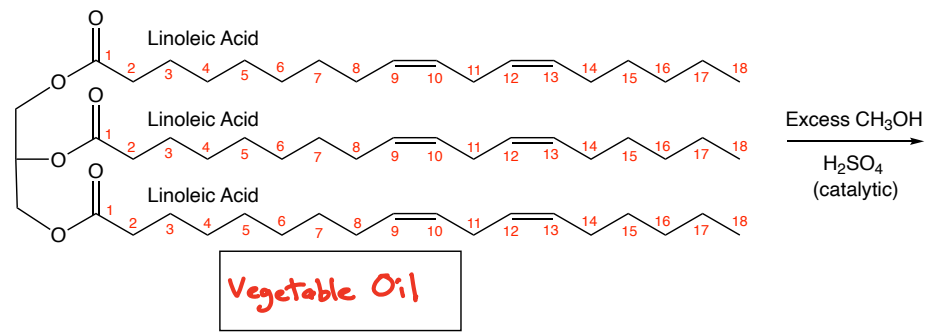 O
Linoleic Acid
1 2 3 4 5 6 7 8 9 10 11 12 13 14 15 16 17 18
O
O
Linoleic Acid
1 2 3 4 5 6 7 8 9 10 11 12 13 14 15 16 17 18
O
O
Linoleic Acid
1 2 3 4 5 6 7 8 9 10 11 12 13 14 15 16 17 18
O
Excess CH₃OH
H₂SO₄
(catalytic)
Vegetable Oil